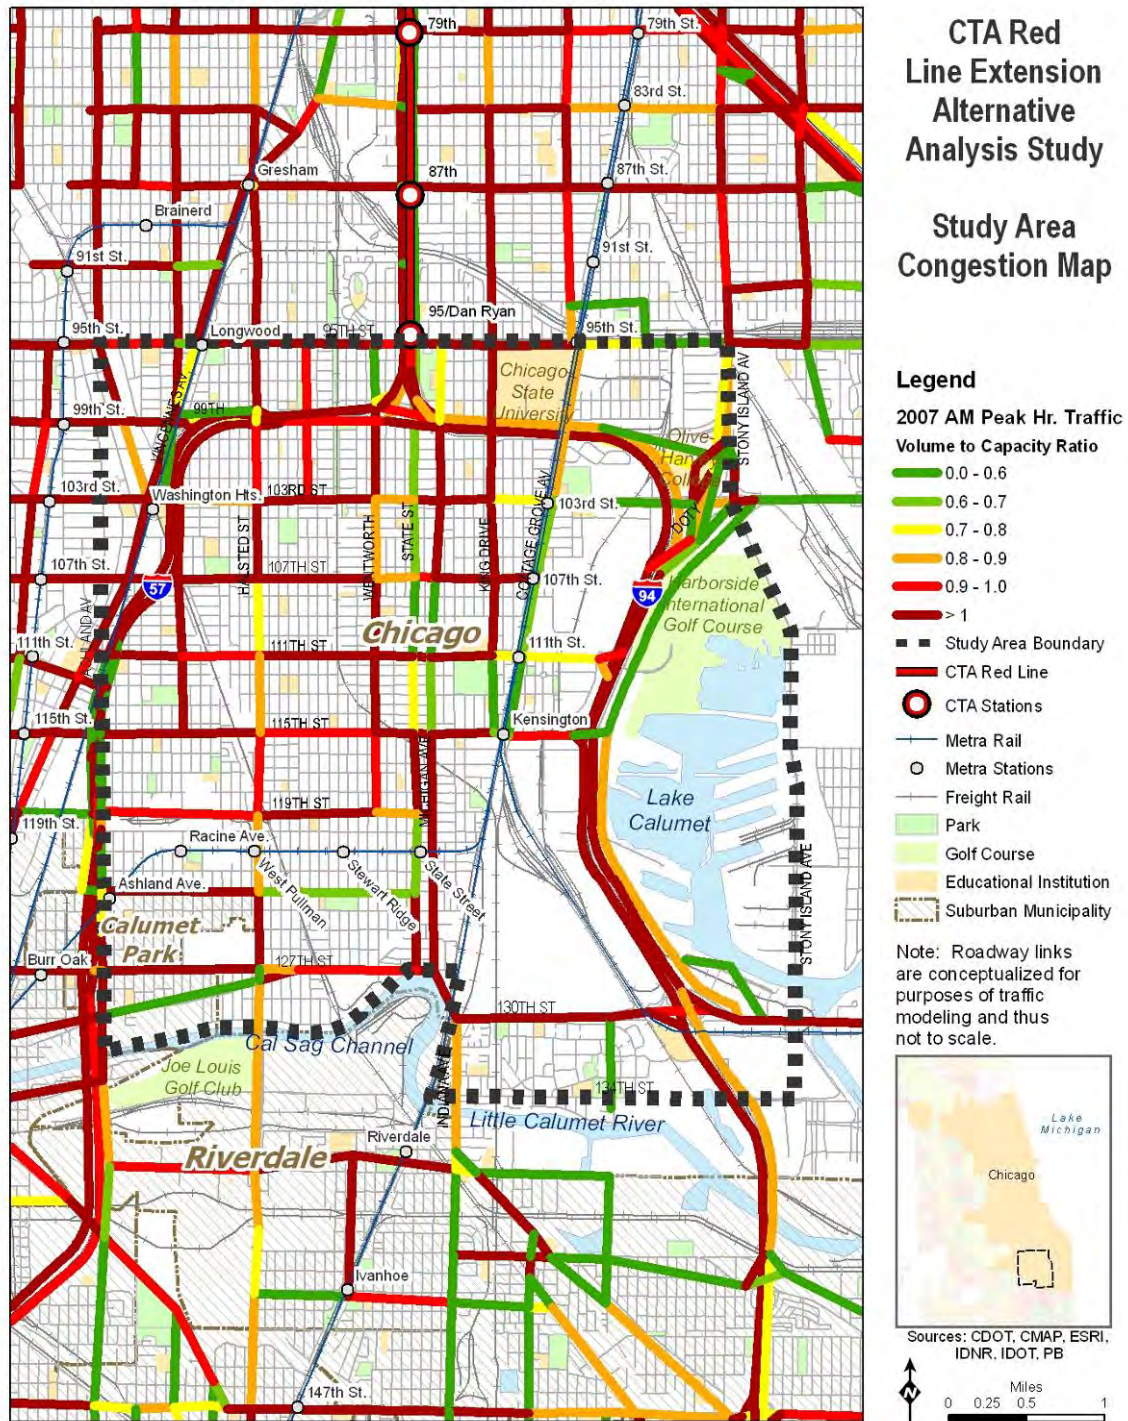 CTA Red
Line Extension
Alternative
Analysis Study
Study Area
Congestion Map
Legend
2007 AM Peak Hr. Traffic
Volume to Capacity Ratio
0.0 - 0.6
0.6 - 0.7
0.7 - 0.8
0.8 - 0.9
0.9 - 1.0
> 1
Study Area Boundary
CTA Red Line
CTA Stations
Metra Rail
Metra Stations
Freight Rail
Park
Golf Course
Educational Institution
Suburban Municipality
Note: Roadway links
are conceptualized for
purposes of traffic
modeling and thus
not to scale.
Lake
Michigan
Chicago
Sources: CDOT, CMAP, ESRI,
IDNR, IDOT, PB
N
Miles
0 0.25 0.5 1
79th
79th St.
83rd St.
87th
87th St.
Gresham
Brainerd
91st St.
91st St.
95/Dan Ryan
95th St.
Longwood
95TH ST
95th St.
Chicago
State
University
STONY ISLAND AV
VINCENNES AV
99TH
99th St.
Olive-
Harvey
College
103rd St.
Washington Hts.
103RD ST
103rd St.
DOTY
HALSTED ST
WENTWORTH
STATE ST
KING DRIVE
COTTAGE GROVE AV
107th St.
107TH ST
107th St.
57
94
Harborside
International
Golf Course
ASHLAND AV
Chicago
111th St.
111TH ST
111th St.
115th St.
115TH ST
Kensington
MICHIGAN AVE
Lake
Calumet
119TH ST
119th St.
Racine Ave.
West Pullman
Stewart Ridge
State Street
Ashland Ave.
Calumet
Park
STONY ISLAND AVE
Burr Oak
127TH ST
130TH ST
Cal Sag Channel
INDIANA AVE
Joe Louis
Golf Club
134TH ST
Little Calumet River
Riverdale
Riverdale
Ivanhoe
147th St.